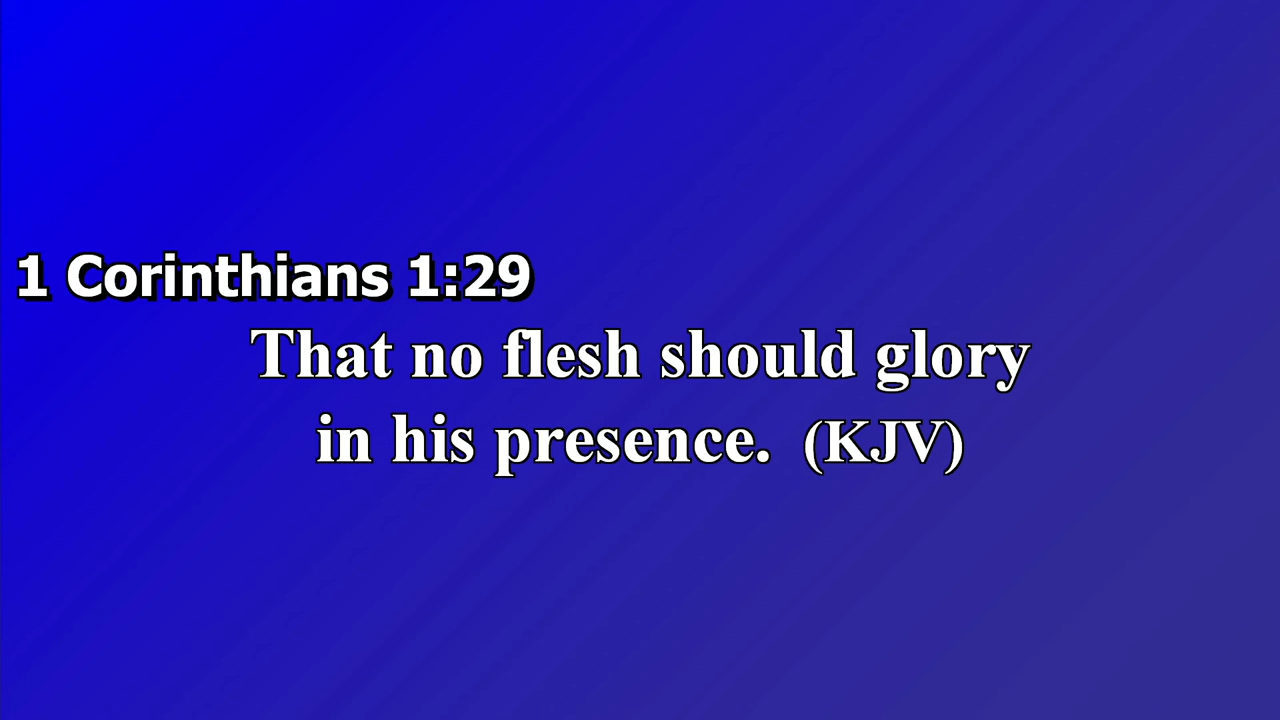 1 Corinthians 1:29
That no flesh should glory
in his presence. (KJV)